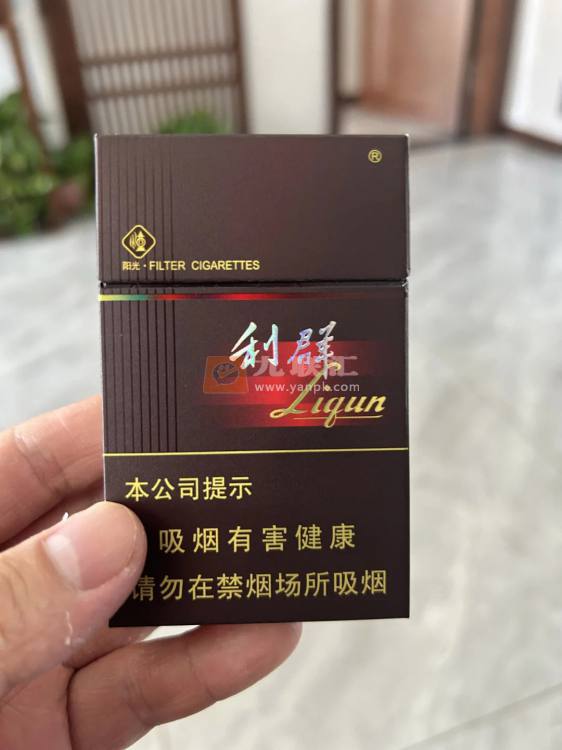 ®
阳光·FILTER CIGARETTES
利群
Liqun
www.yanpk.com
本公司提示
吸烟有害健康
请勿在禁烟场所吸烟